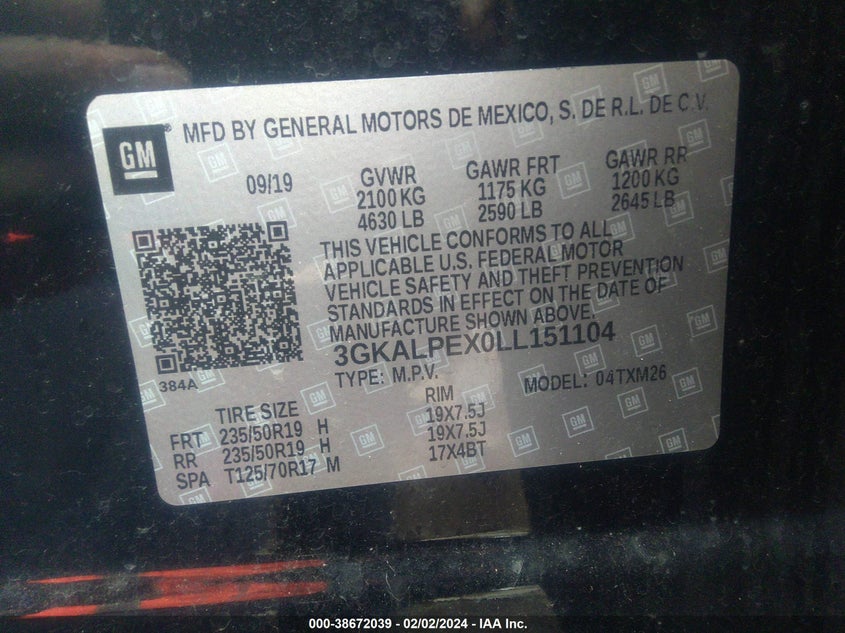 GM ® MFD BY GENERAL MOTORS DE MEXICO, S. DE R.L. DE C.V.
09/19 GVWR GAWR FRT GAWR RR
2100 KG 1175 KG 1200 KG
4630 LB 2590 LB 2645 LB
THIS VEHICLE CONFORMS TO ALL
APPLICABLE U.S. FEDERAL MOTOR
VEHICLE SAFETY AND THEFT PREVENTION
STANDARDS IN EFFECT ON THE DATE OF
MANUFACTURE SHOWN ABOVE.
3GKALPEX0LL151104
384A TYPE: M.P.V. MODEL: 04TXM26
TIRE SIZE RIM
FRT 235/50R19 H 19X7.5J
RR 235/50R19 H 19X7.5J
SPA T125/70R17 M 17X4BT
000-38672039 - 02/02/2024 - IAA Inc.